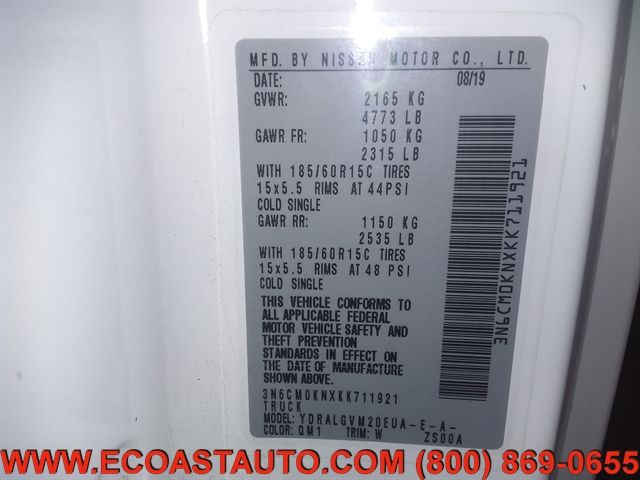 MFD. BY NISSAN MOTOR CO., LTD.
DATE: 08/19
GVWR: 2165 KG
4773 LB
GAWR FR: 1050 KG
2315 LB
WITH 185/60R15C TIRES
15x5.5 RIMS AT 44PSI
COLD SINGLE
GAWR RR: 1150 KG
2535 LB
WITH 185/60R15C TIRES
15x5.5 RIMS AT 48 PSI
COLD SINGLE
THIS VEHICLE CONFORMS TO
ALL APPLICABLE FEDERAL
MOTOR VEHICLE SAFETY AND
THEFT PREVENTION
STANDARDS IN EFFECT ON
THE DATE OF MANUFACTURE
SHOWN ABOVE.
3N6CM0KNXKK711921
TRUCK
MODEL: YDRALGVM20EUA-E-A-
COLOR: QM1 TRIM: W ZS00A
3N6CM0KNXKK711921
WWW.ECOASTAUTO.COM (800) 869-0655